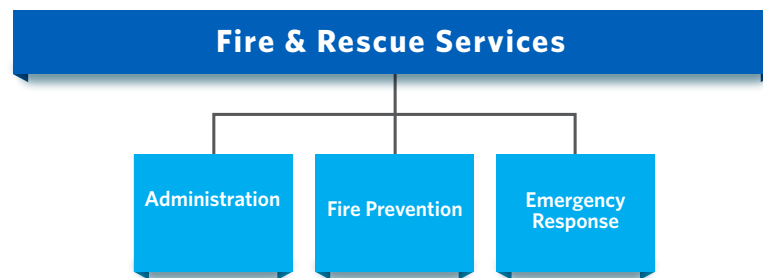 Fire & Rescue Services
Administration
Fire Prevention
Emergency
Response